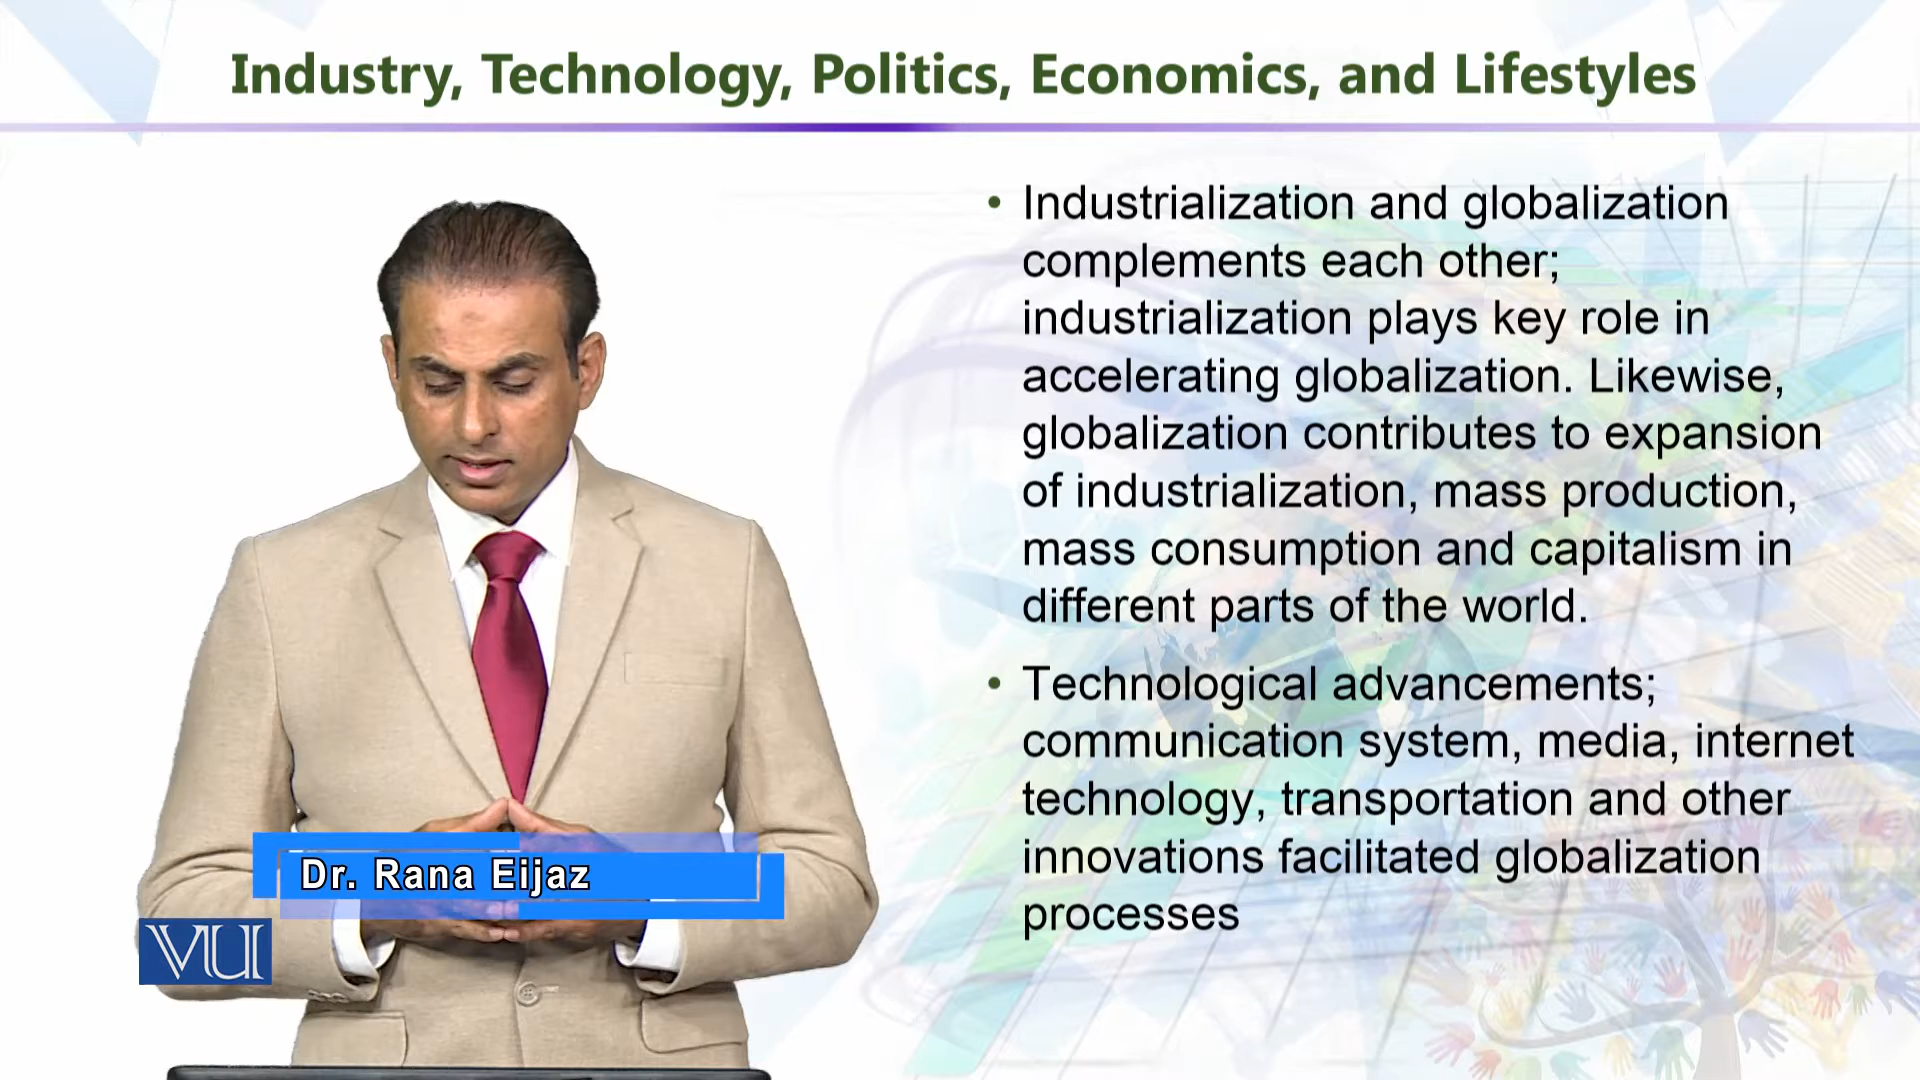 Industry, Technology, Politics, Economics, and Lifestyles
• Industrialization and globalization
complements each other;
industrialization plays key role in
accelerating globalization. Likewise,
globalization contributes to expansion
of industrialization, mass production,
mass consumption and capitalism in
different parts of the world.
• Technological advancements;
communication system, media, internet
technology, transportation and other
innovations facilitated globalization
processes
Dr. Rana Eijaz
VU